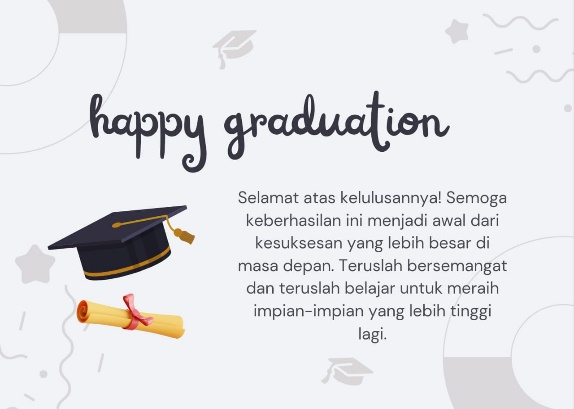 happy graduation
Selamat atas kelulusannya! Semoga
keberhasilan ini menjadi awal dari
kesuksesan yang lebih besar di
masa depan. Teruslah bersemangat
dan teruslah belajar untuk meraih
impian-impian yang lebih tinggi
lagi.